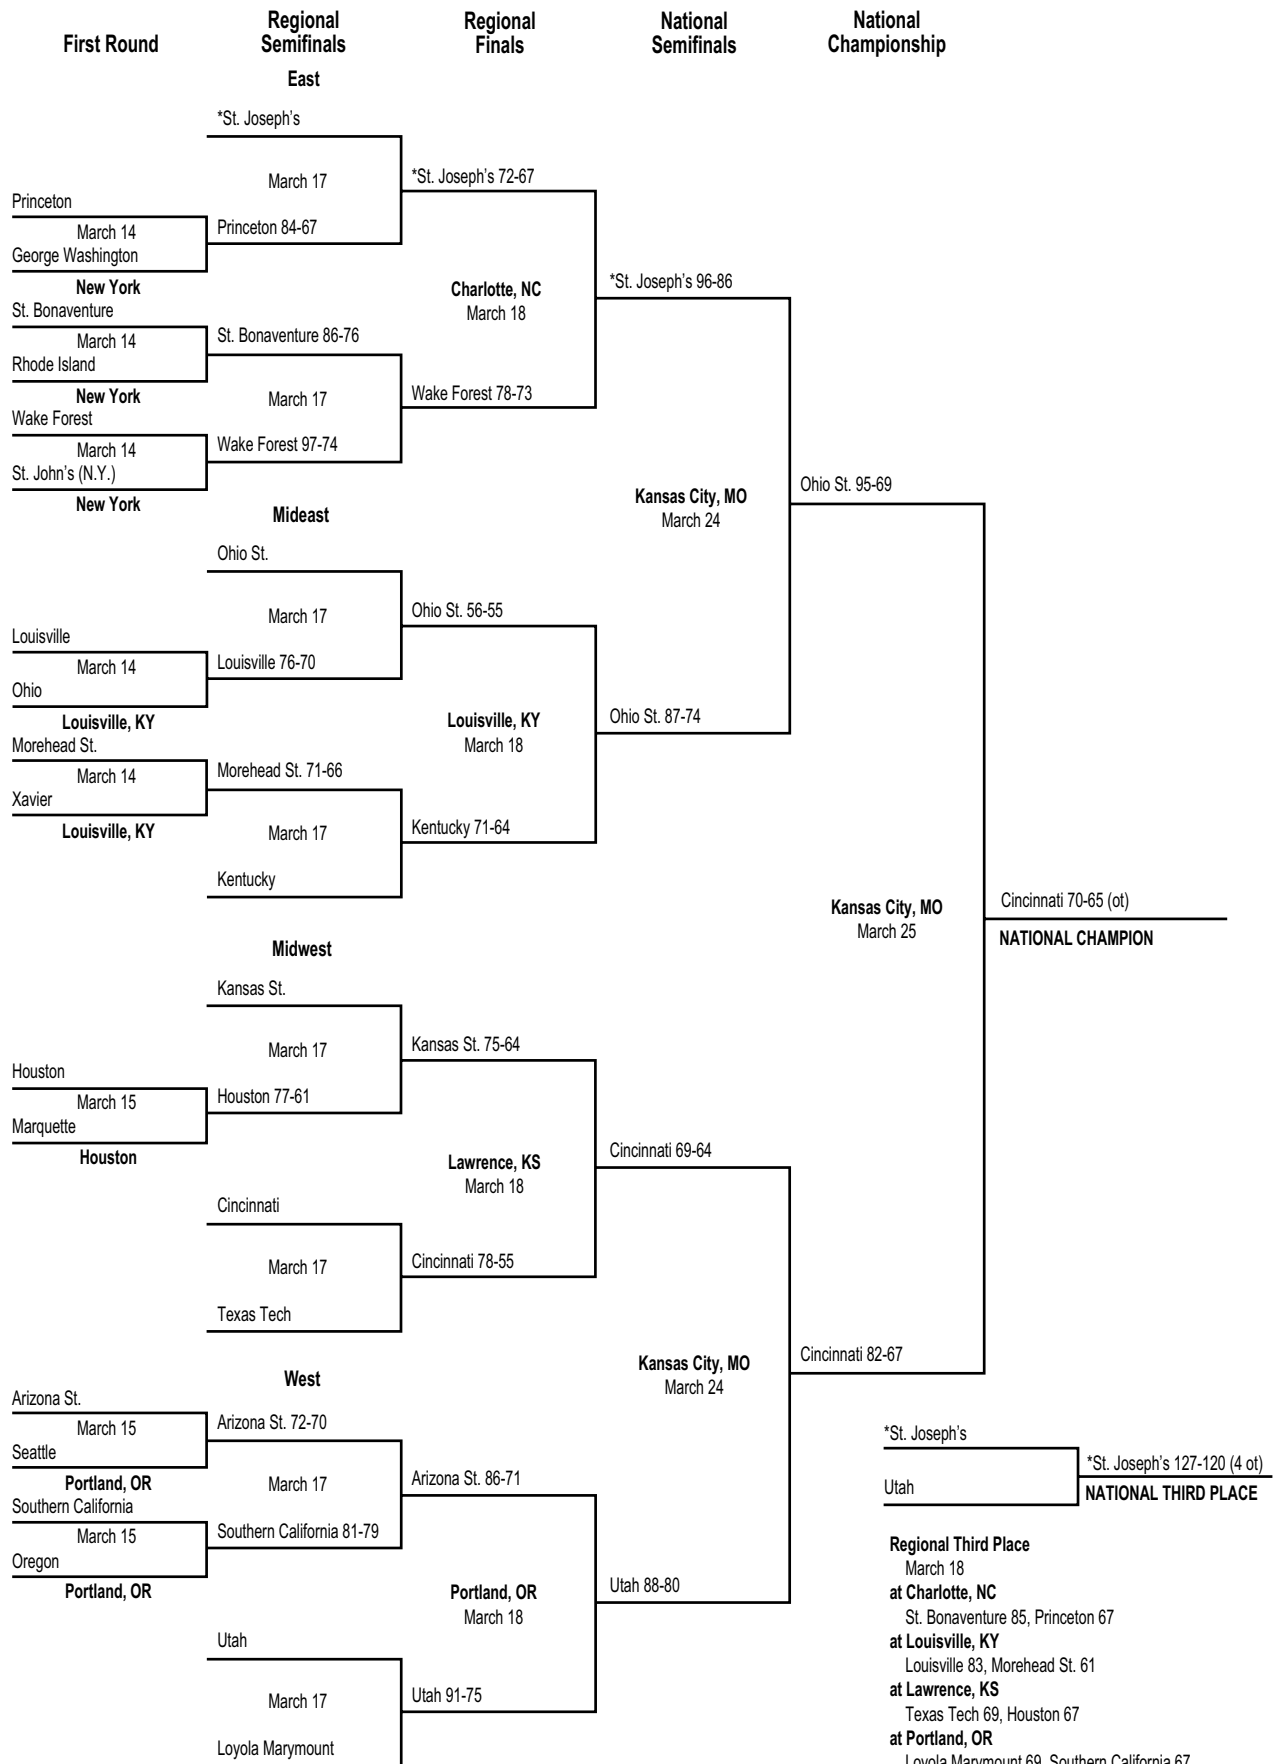 First Round
Regional
Semifinals
Regional
Finals
National
Semifinals
National
Championship
East
*St. Joseph's
March 17
*St. Joseph's 72-67
Princeton
March 14
Princeton 84-67
George Washington
New York
Charlotte, NC
March 18
*St. Joseph's 96-86
St. Bonaventure
March 14
St. Bonaventure 86-76
Rhode Island
New York
March 17
Wake Forest 78-73
Wake Forest
March 14
Wake Forest 97-74
St. John's (N.Y.)
New York
Kansas City, MO
March 24
Ohio St. 95-69
Mideast
Ohio St.
March 17
Ohio St. 56-55
Louisville
March 14
Louisville 76-70
Ohio
Louisville, KY
Louisville, KY
March 18
Ohio St. 87-74
Morehead St.
March 14
Morehead St. 71-66
Xavier
Louisville, KY
March 17
Kentucky 71-64
Kentucky
Kansas City, MO
March 25
Cincinnati 70-65 (ot)
NATIONAL CHAMPION
Midwest
Kansas St.
March 17
Kansas St. 75-64
Houston
March 15
Houston 77-61
Marquette
Houston
Lawrence, KS
March 18
Cincinnati 69-64
Cincinnati
March 17
Cincinnati 78-55
Texas Tech
Kansas City, MO
March 24
Cincinnati 82-67
West
Arizona St.
March 15
Arizona St. 72-70
Seattle
Portland, OR
March 17
Arizona St. 86-71
Southern California
March 15
Southern California 81-79
Oregon
Portland, OR
Portland, OR
March 18
Utah 88-80
Utah
March 17
Utah 91-75
Loyola Marymount
*St. Joseph's
*St. Joseph's 127-120 (4 ot)
Utah
NATIONAL THIRD PLACE
Regional Third Place
March 18
at Charlotte, NC
St. Bonaventure 85, Princeton 67
at Louisville, KY
Louisville 83, Morehead St. 61
at Lawrence, KS
Texas Tech 69, Houston 67
at Portland, OR
Loyola Marymount 69, Southern California 67